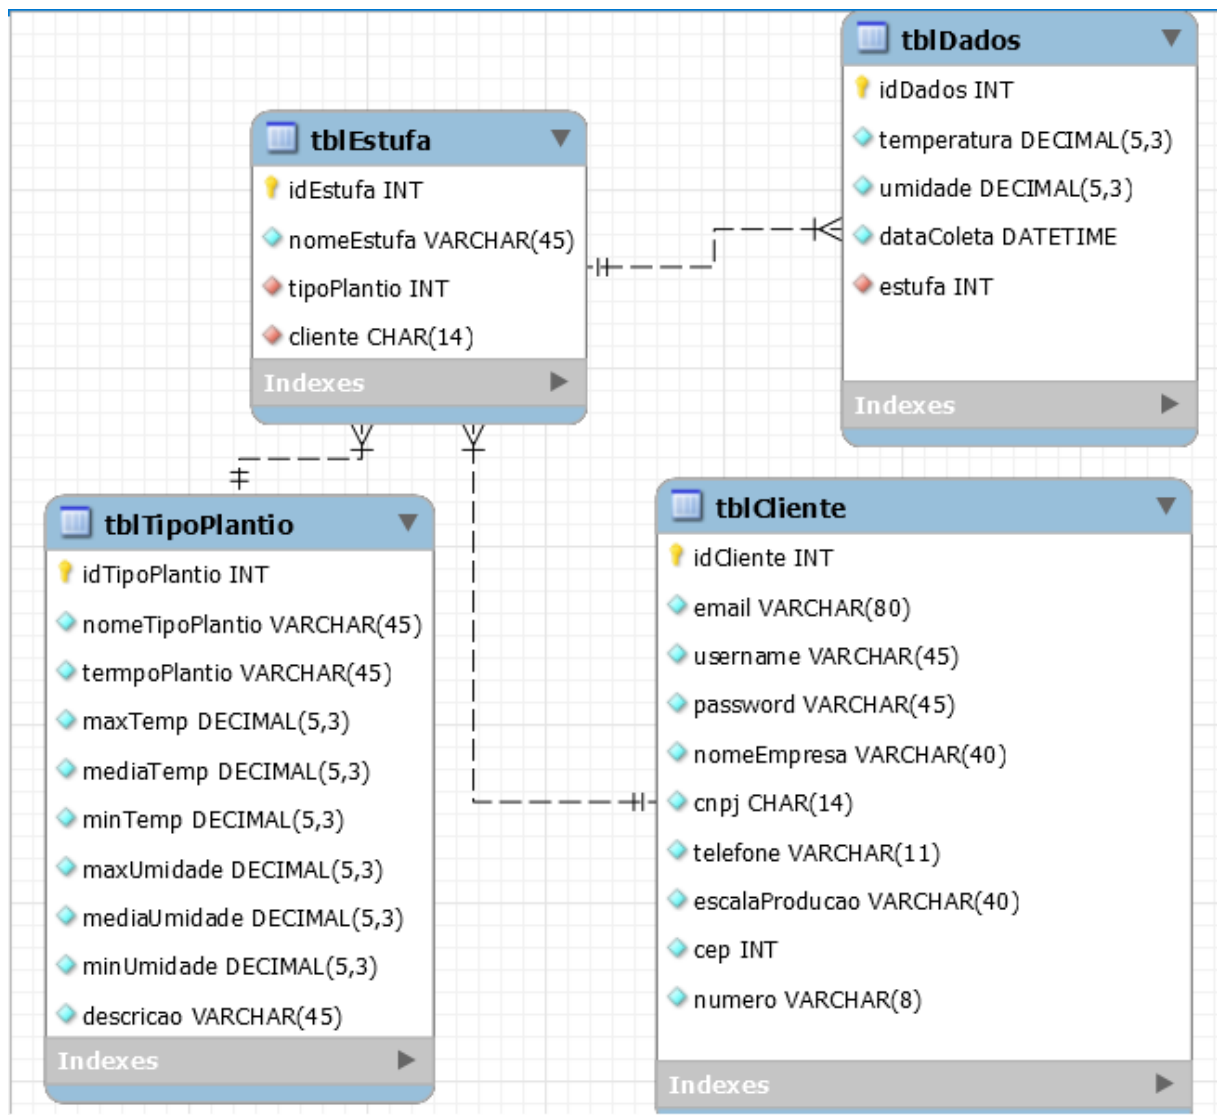 tblDados
idDados INT
temperatura DECIMAL(5,3)
umidade DECIMAL(5,3)
dataColeta DATETIME
estufa INT
Indexes
tblEstufa
idEstufa INT
nomeEstufa VARCHAR(45)
tipoPlantio INT
cliente CHAR(14)
Indexes
tblTipoPlantio
idTipoPlantio INT
nomeTipoPlantio VARCHAR(45)
termpoPlantio VARCHAR(45)
maxTemp DECIMAL(5,3)
mediaTemp DECIMAL(5,3)
minTemp DECIMAL(5,3)
maxUmidade DECIMAL(5,3)
mediaUmidade DECIMAL(5,3)
minUmidade DECIMAL(5,3)
descricao VARCHAR(45)
Indexes
tblCliente
idCliente INT
email VARCHAR(80)
username VARCHAR(45)
password VARCHAR(45)
nomeEmpresa VARCHAR(40)
cnpj CHAR(14)
telefone VARCHAR(11)
escalaProducao VARCHAR(40)
cep INT
numero VARCHAR(8)
Indexes